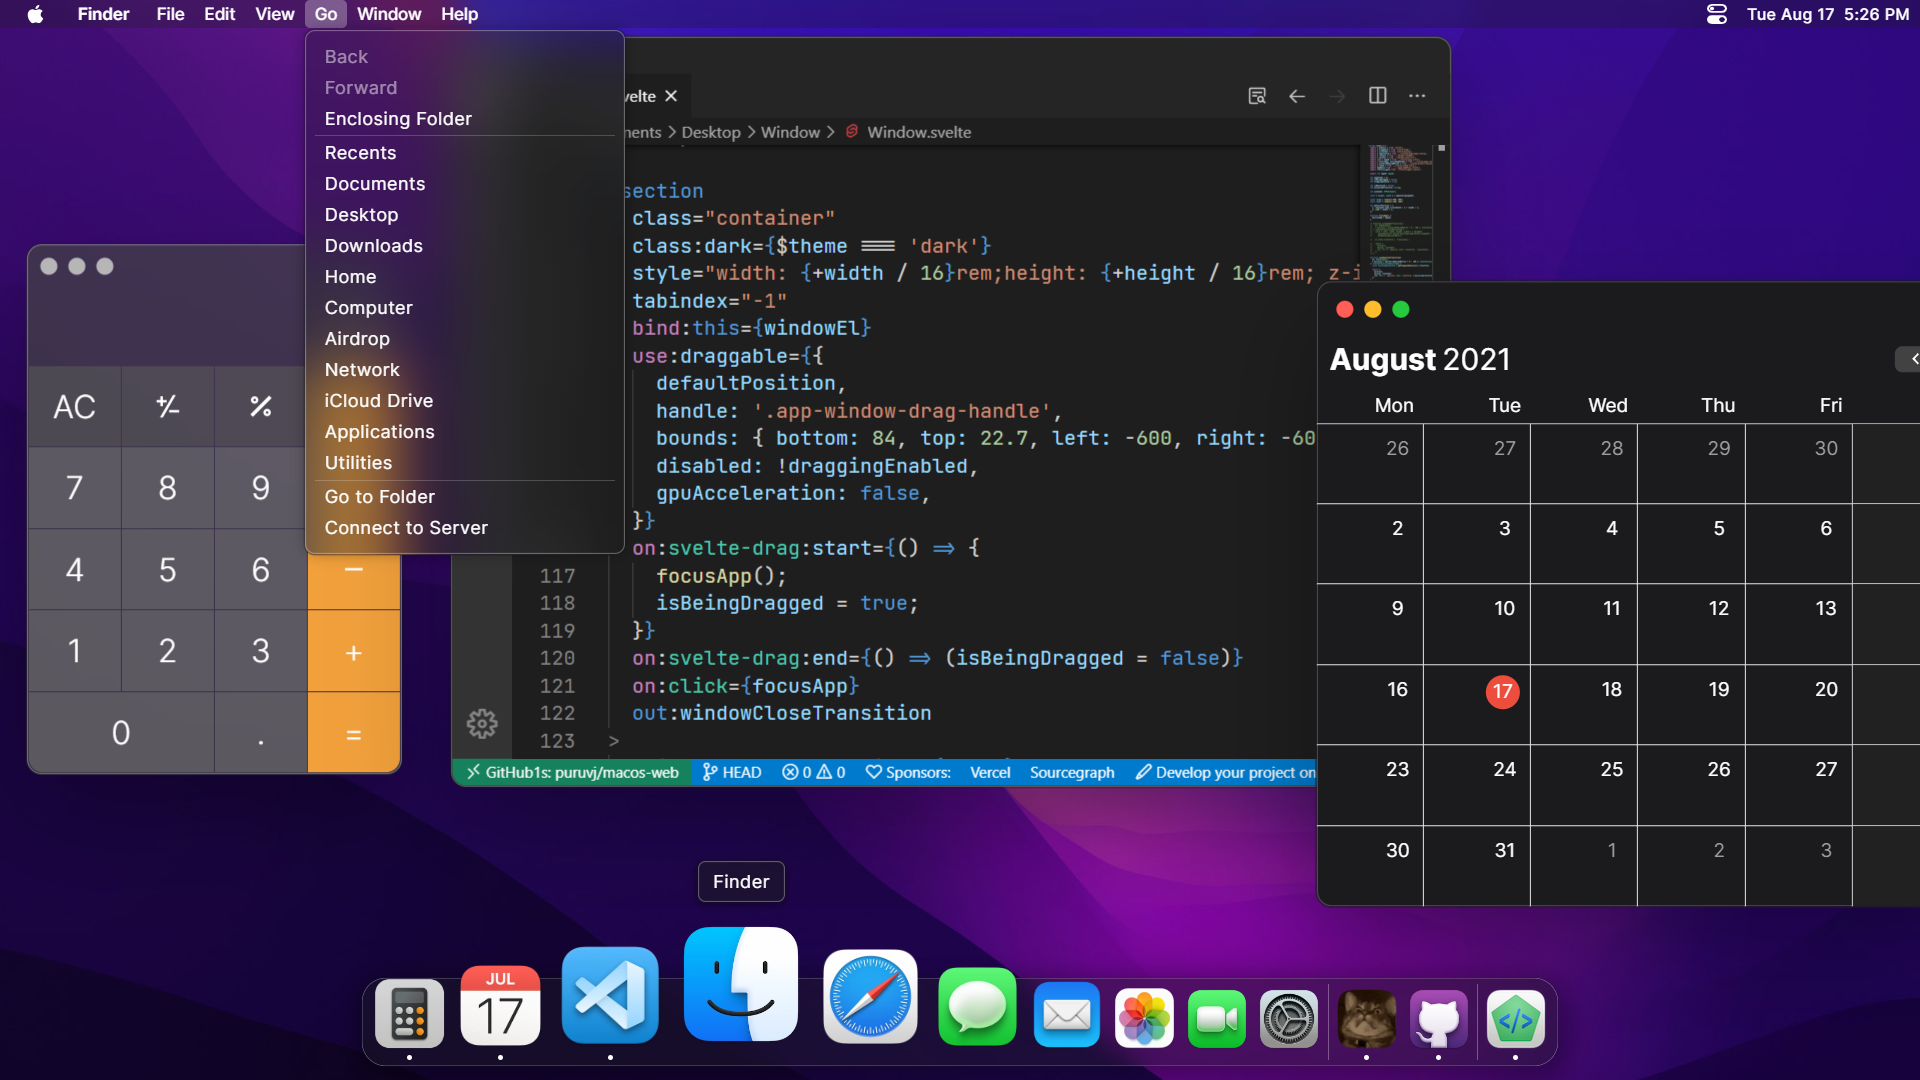 Finder File Edit View Go Window Help
Tue Aug 17 5:26 PM
Back
Forward
Enclosing Folder
Recents
Documents
Desktop
Downloads
Home
Computer
Airdrop
Network
iCloud Drive
Applications
Utilities
Go to Folder
Connect to Server
AC +/- %
7 8 9
4 5 6 −
1 2 3 +
0 . =
velte
ments > Desktop > Window > Window.svelte
section
class="container"
class:dark={$theme === 'dark'}
style="width: {+width / 16}rem;height: {+height / 16}rem; z-i
tabindex="-1"
bind:this={windowEl}
use:draggable={{
defaultPosition,
handle: '.app-window-drag-handle',
bounds: { bottom: 84, top: 22.7, left: -600, right: -60
disabled: !draggingEnabled,
gpuAcceleration: false,
}}
on:svelte-drag:start={() => {
117 focusApp();
118 isBeingDragged = true;
119 }}
120 on:svelte-drag:end={() => (isBeingDragged = false)}
121 on:click={focusApp}
122 out:windowCloseTransition
123 >
GitHub1s: puruvj/macos-web HEAD 0 0 Sponsors: Vercel Sourcegraph Develop your project on
August 2021
Mon Tue Wed Thu Fri
26 27 28 29 30
2 3 4 5 6
9 10 11 12 13
16 17 18 19 20
23 24 25 26 27
30 31 1 2 3
Finder
JUL
17